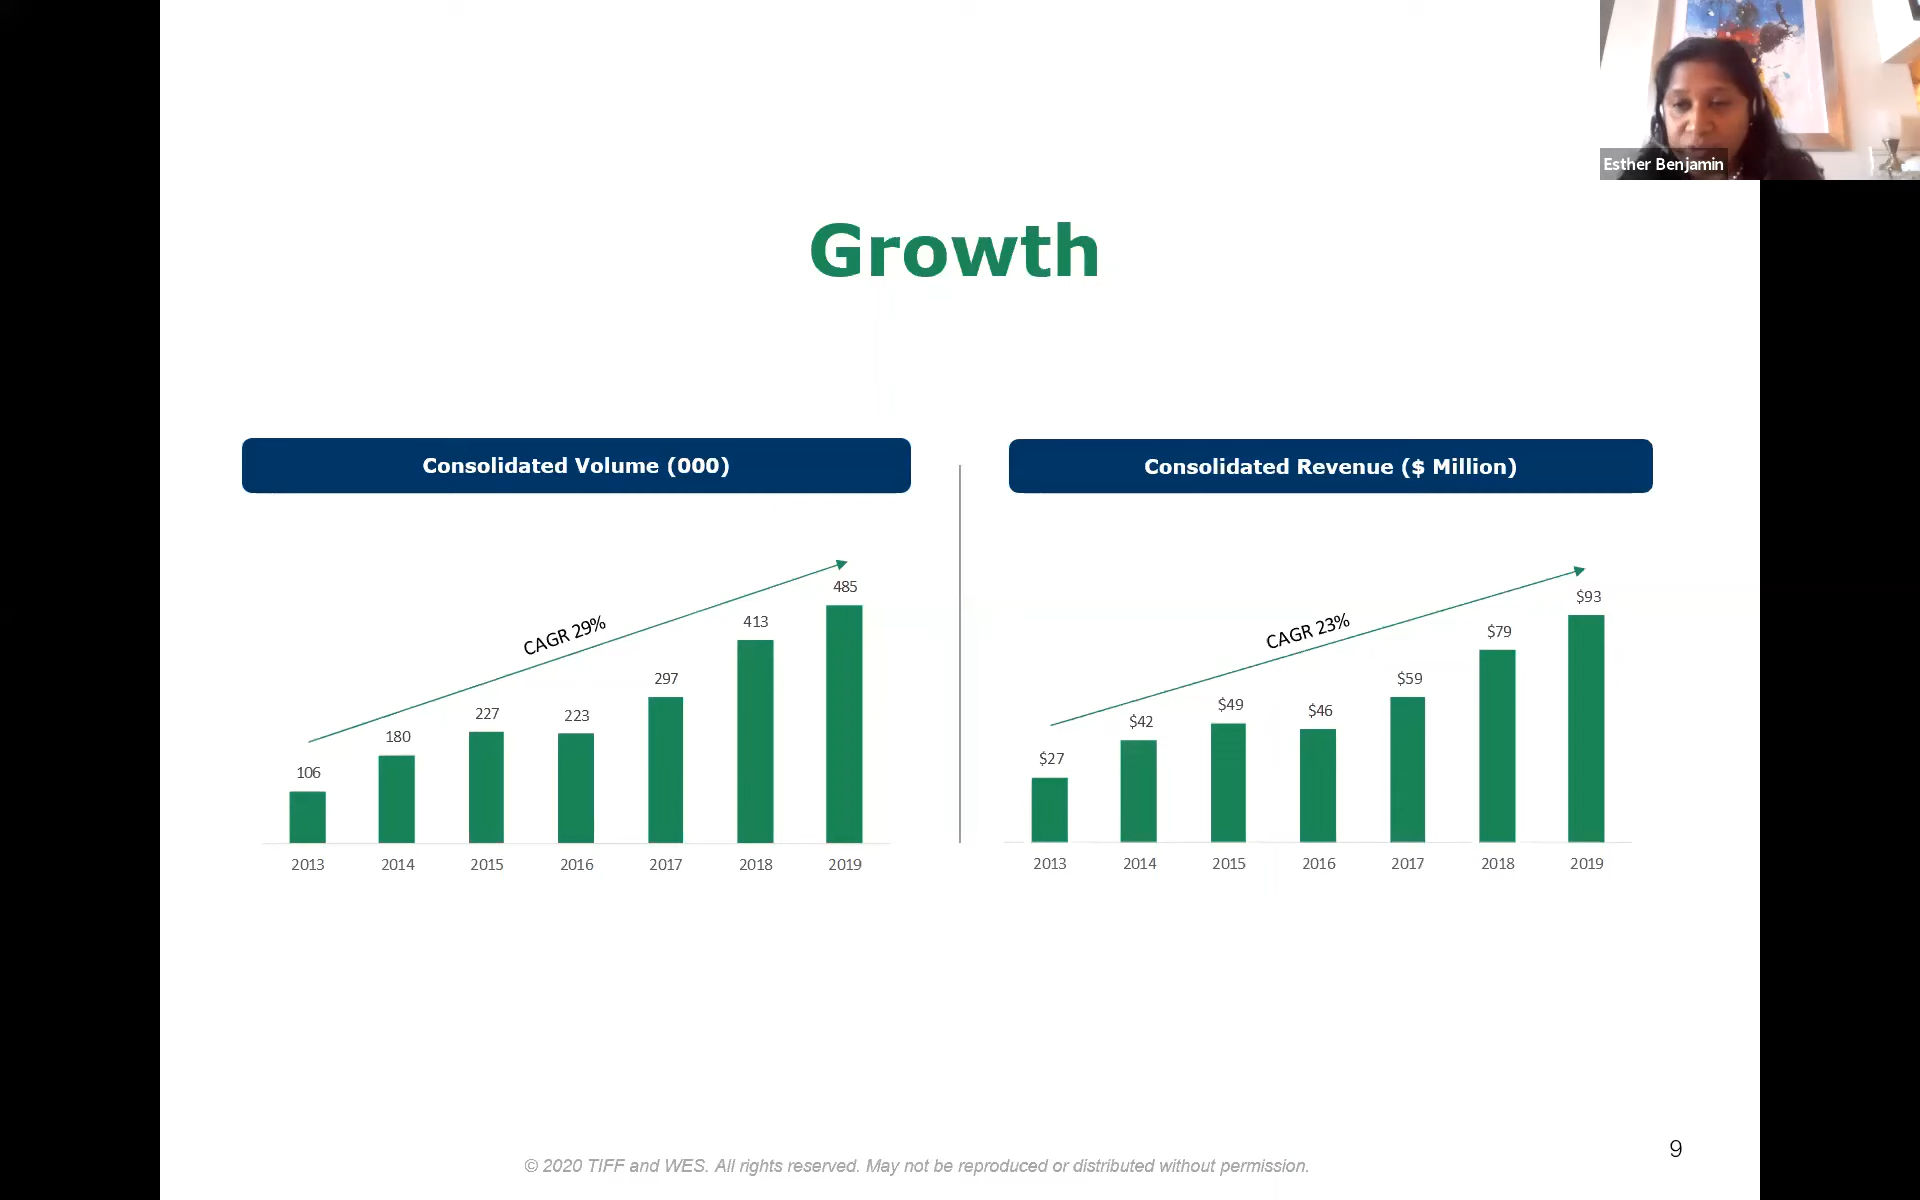 Esther Benjamin
Growth
Consolidated Volume (000)
CAGR 29%
106
180
227
223
297
413
485
2013 2014 2015 2016 2017 2018 2019
Consolidated Revenue ($ Million)
CAGR 23%
$27
$42
$49
$46
$59
$79
$93
2013 2014 2015 2016 2017 2018 2019
© 2020 TIFF and WES. All rights reserved. May not be reproduced or distributed without permission.
9